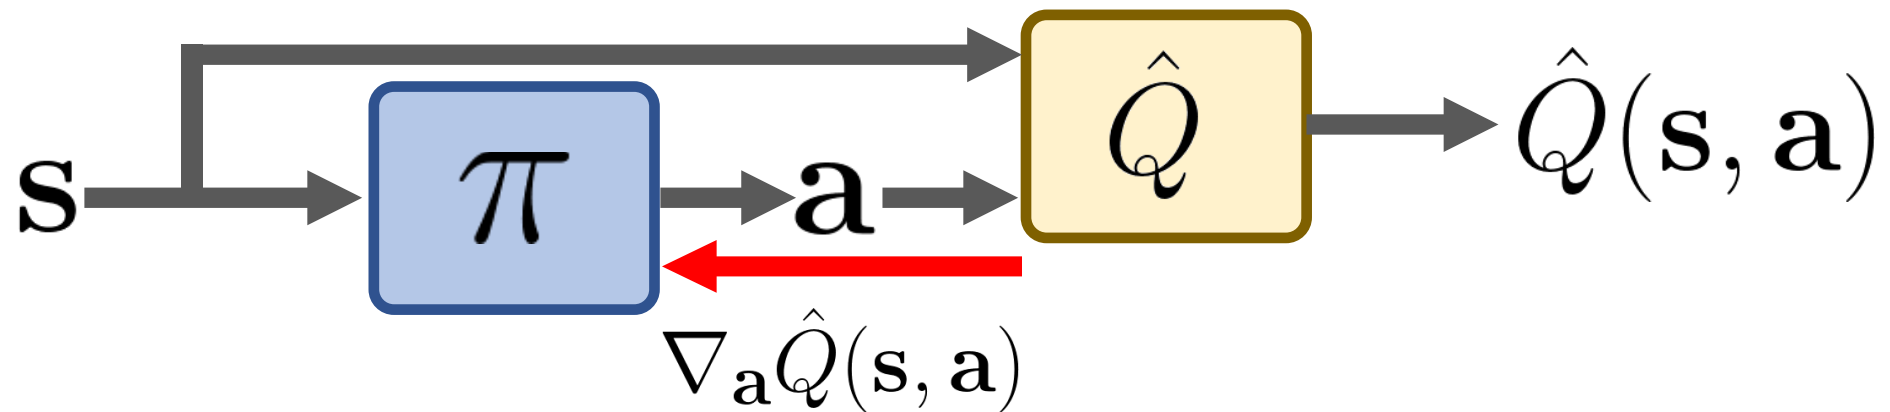 s
π
a
Q̂
Q̂(s, a)
∇ₐQ̂(s, a)